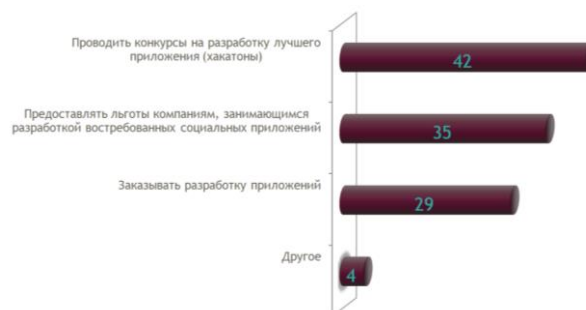 Проводить конкурсы на разработку лучшего
приложения (хакатоны)
42
Предоставлять льготы компаниям, занимающимся
разработкой востребованных социальных приложений
35
Заказывать разработку приложений
29
Другое
4